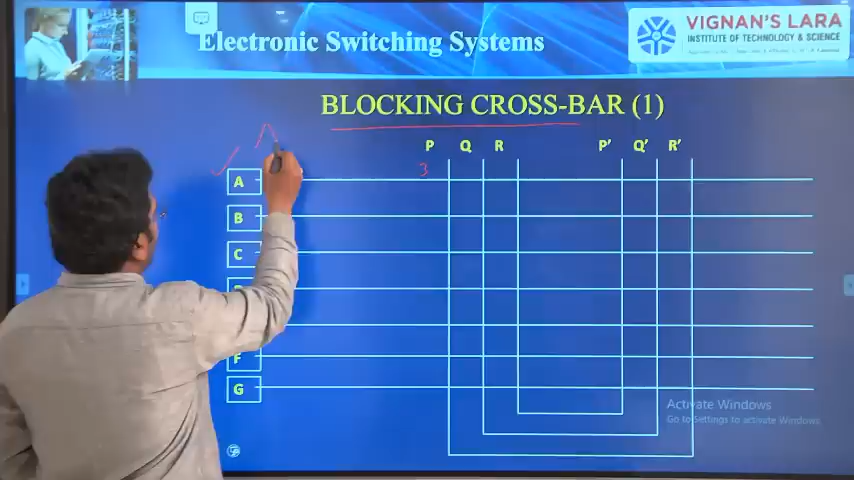 Electronic Switching Systems
VIGNAN'S LARA
INSTITUTE OF TECHNOLOGY & SCIENCE
BLOCKING CROSS-BAR (1)
P Q R P' Q' R'
3
A
B
C
F
G
Activate Windows
Go to Settings to activate Windows